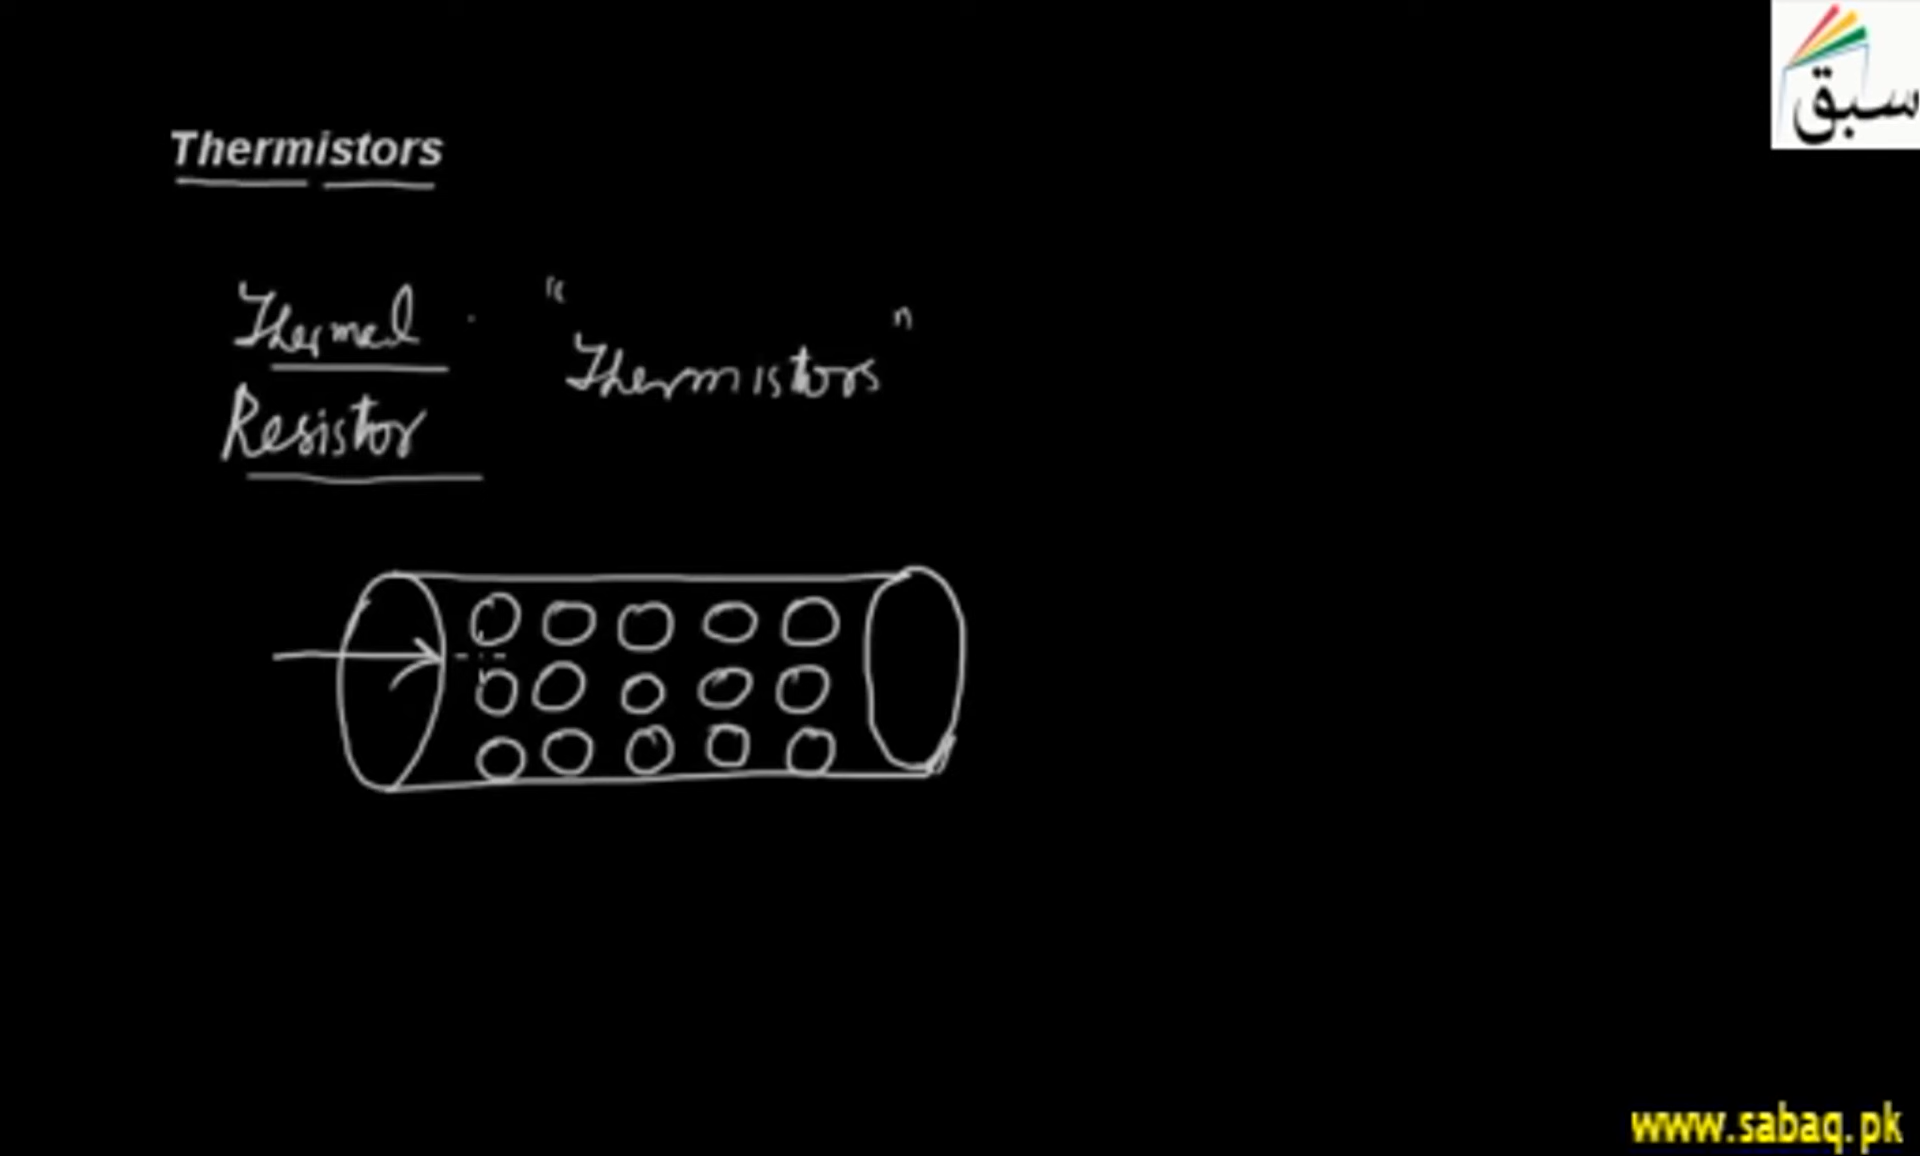 سبق
Thermistors
Thermal
"Thermistors"
Resistor
www.sabaq.pk